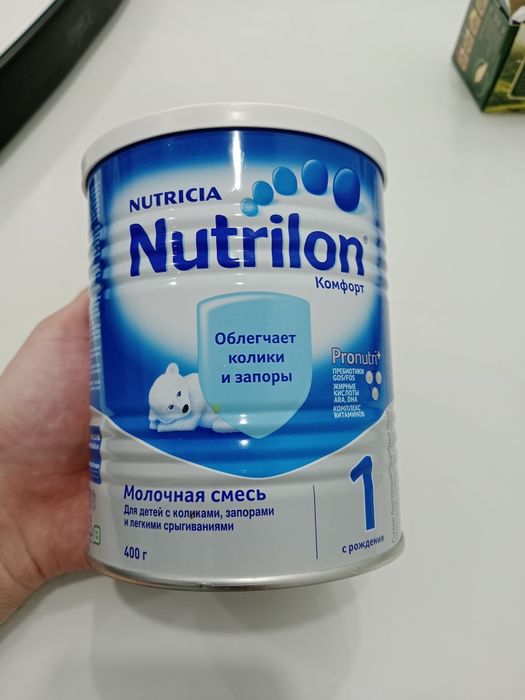 NUTRICIA
Nutrilon®
Комфорт
Облегчает
колики
и запоры
Pronutri+
ПРЕБИОТИКИ
GOS/FOS
ЖИРНЫЕ
КИСЛОТЫ
ARA, DHA
КОМПЛЕКС
ВИТАМИНОВ
Молочная смесь
Для детей с коликами, запорами
и легкими срыгиваниями
400 г
1
с рождения